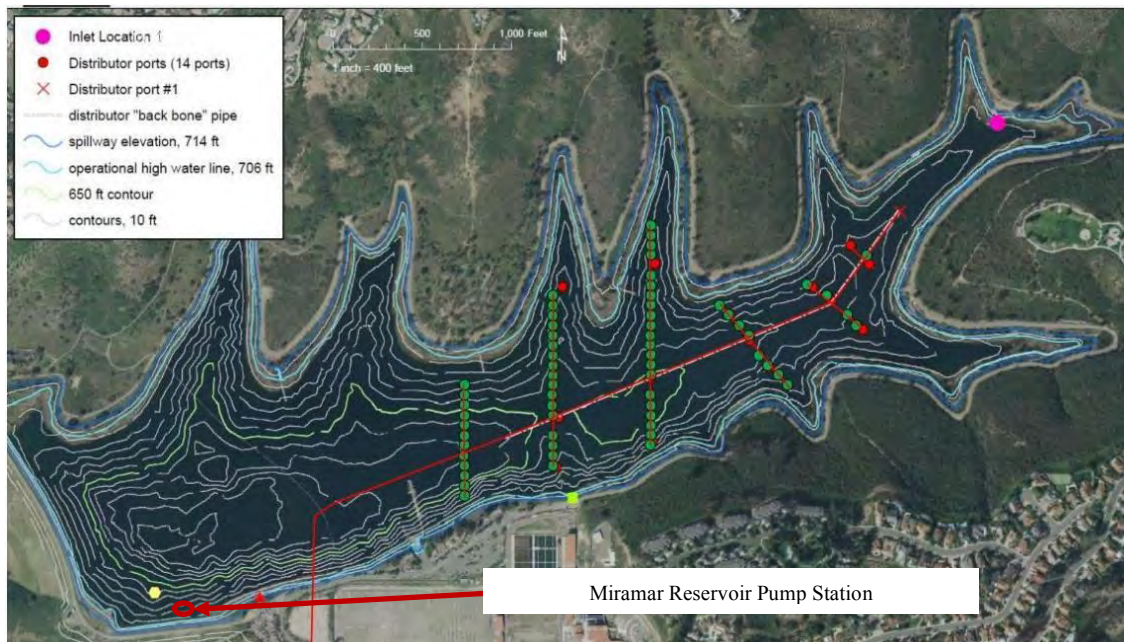 Inlet Location 1
Distributor ports (14 ports)
Distributor port #1
distributor "back bone" pipe
spillway elevation, 714 ft
operational high water line, 706 ft
650 ft contour
contours, 10 ft
0 500 1,000 Feet
1 inch = 400 feet
N
Miramar Reservoir Pump Station